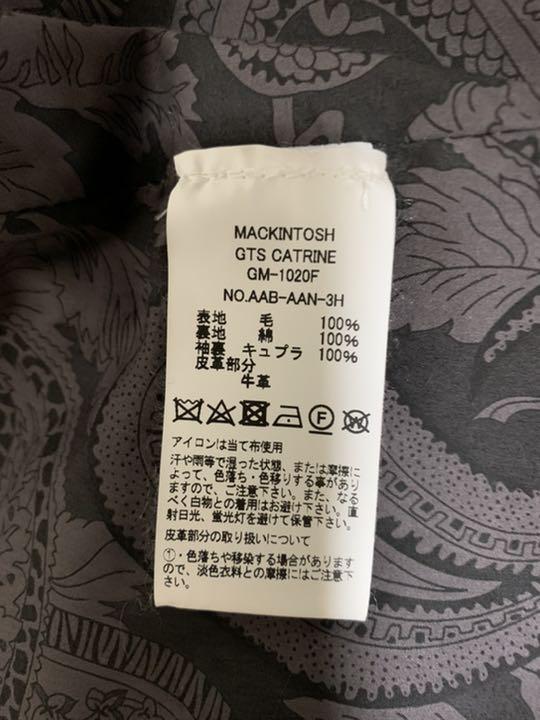 MACKINTOSH
GTS CATRINE
GM-1020F
NO.AAB-AAN-3H
表地 毛 100%
裏地 綿 100%
袖裏 キュプラ 100%
皮革部分
牛革
F W
アイロンは当て布使用
汗や雨等で湿った状態、または摩擦に
よって、色落ち・色移りする事があり
ますので、ご注意下さい。また、なる
べく白物との着用はお避け下さい。直
射日光、蛍光灯を避けて保管下さい。
皮革部分の取り扱いについて
①・色落ちや移染する場合があります
ので、淡色衣料との摩擦にはご注意下
さい。